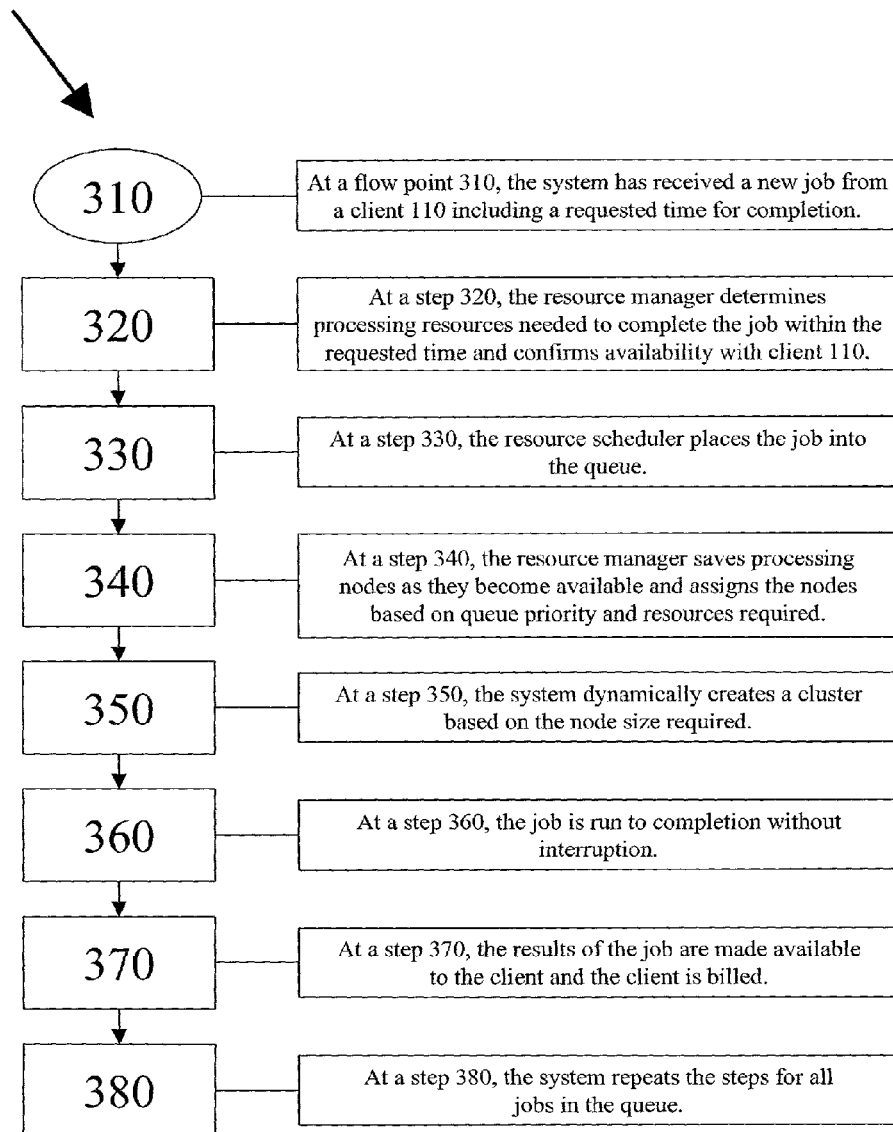 310
At a flow point 310, the system has received a new job from
a client 110 including a requested time for completion.
320
At a step 320, the resource manager determines
processing resources needed to complete the job within the
requested time and confirms availability with client 110.
330
At a step 330, the resource scheduler places the job into
the queue.
340
At a step 340, the resource manager saves processing
nodes as they become available and assigns the nodes
based on queue priority and resources required.
350
At a step 350, the system dynamically creates a cluster
based on the node size required.
360
At a step 360, the job is run to completion without
interruption.
370
At a step 370, the results of the job are made available
to the client and the client is billed.
380
At a step 380, the system repeats the steps for all
jobs in the queue.